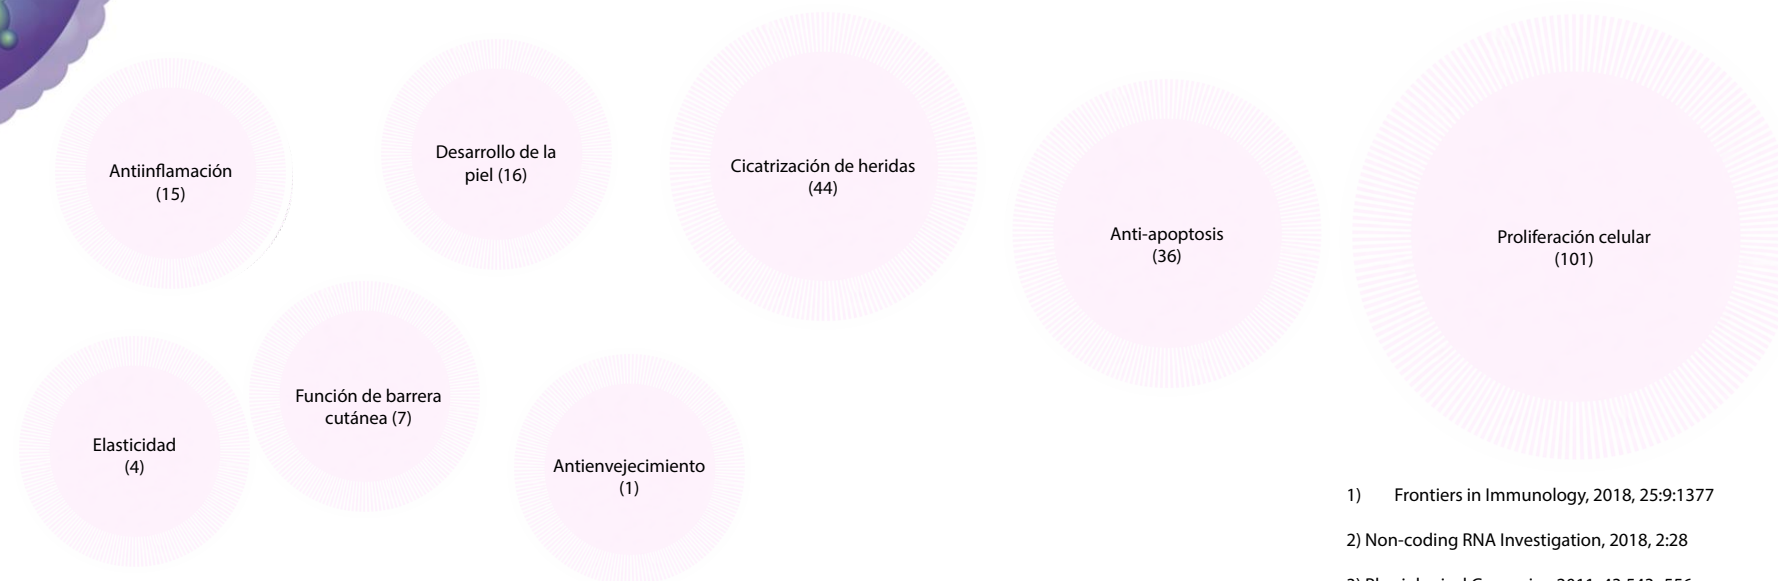 Antiinflamación
(15)
Desarrollo de la
piel (16)
Cicatrización de heridas
(44)
Anti-apoptosis
(36)
Proliferación celular
(101)
Elasticidad
(4)
Función de barrera
cutánea (7)
Antienvejecimiento
(1)
1) Frontiers in Immunology, 2018, 25:9:1377
2) Non-coding RNA Investigation, 2018, 2:28